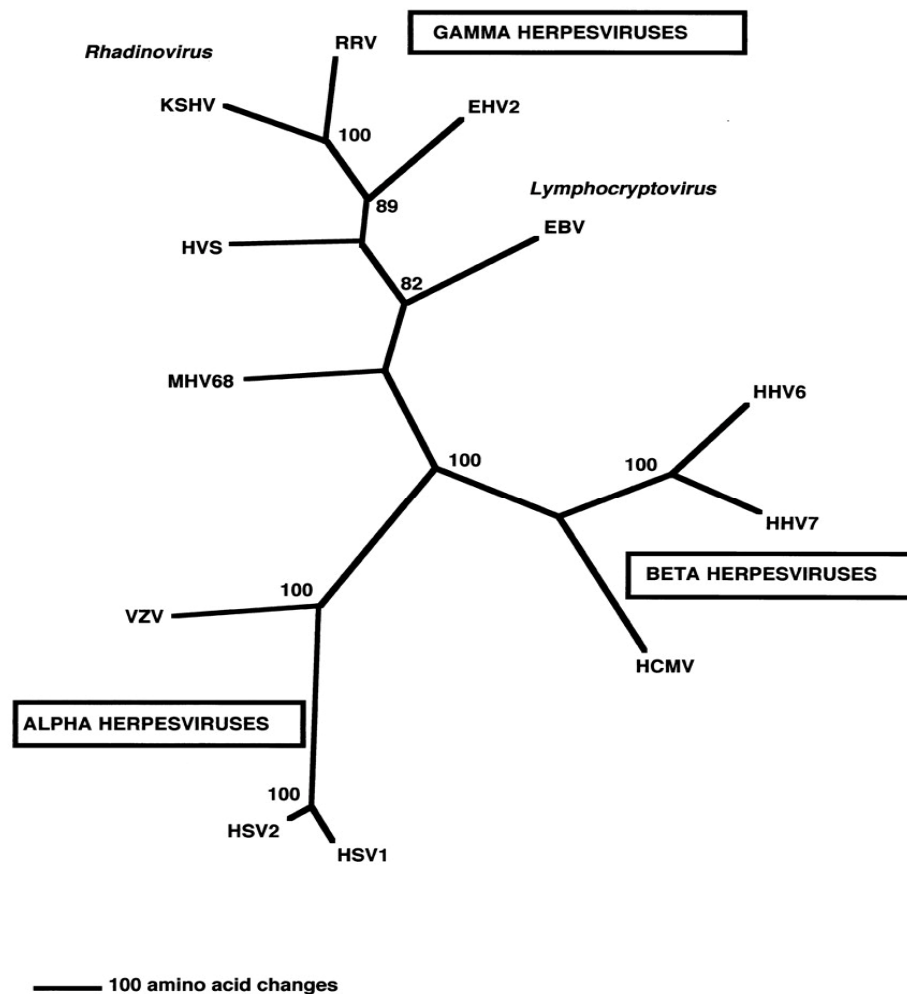 GAMMA HERPESVIRUSES
RRV
Rhadinovirus
KSHV
EHV2
100
Lymphocryptovirus
89
EBV
HVS
82
MHV68
HHV6
100
100
HHV7
BETA HERPESVIRUSES
100
VZV
HCMV
ALPHA HERPESVIRUSES
100
HSV2
HSV1
100 amino acid changes